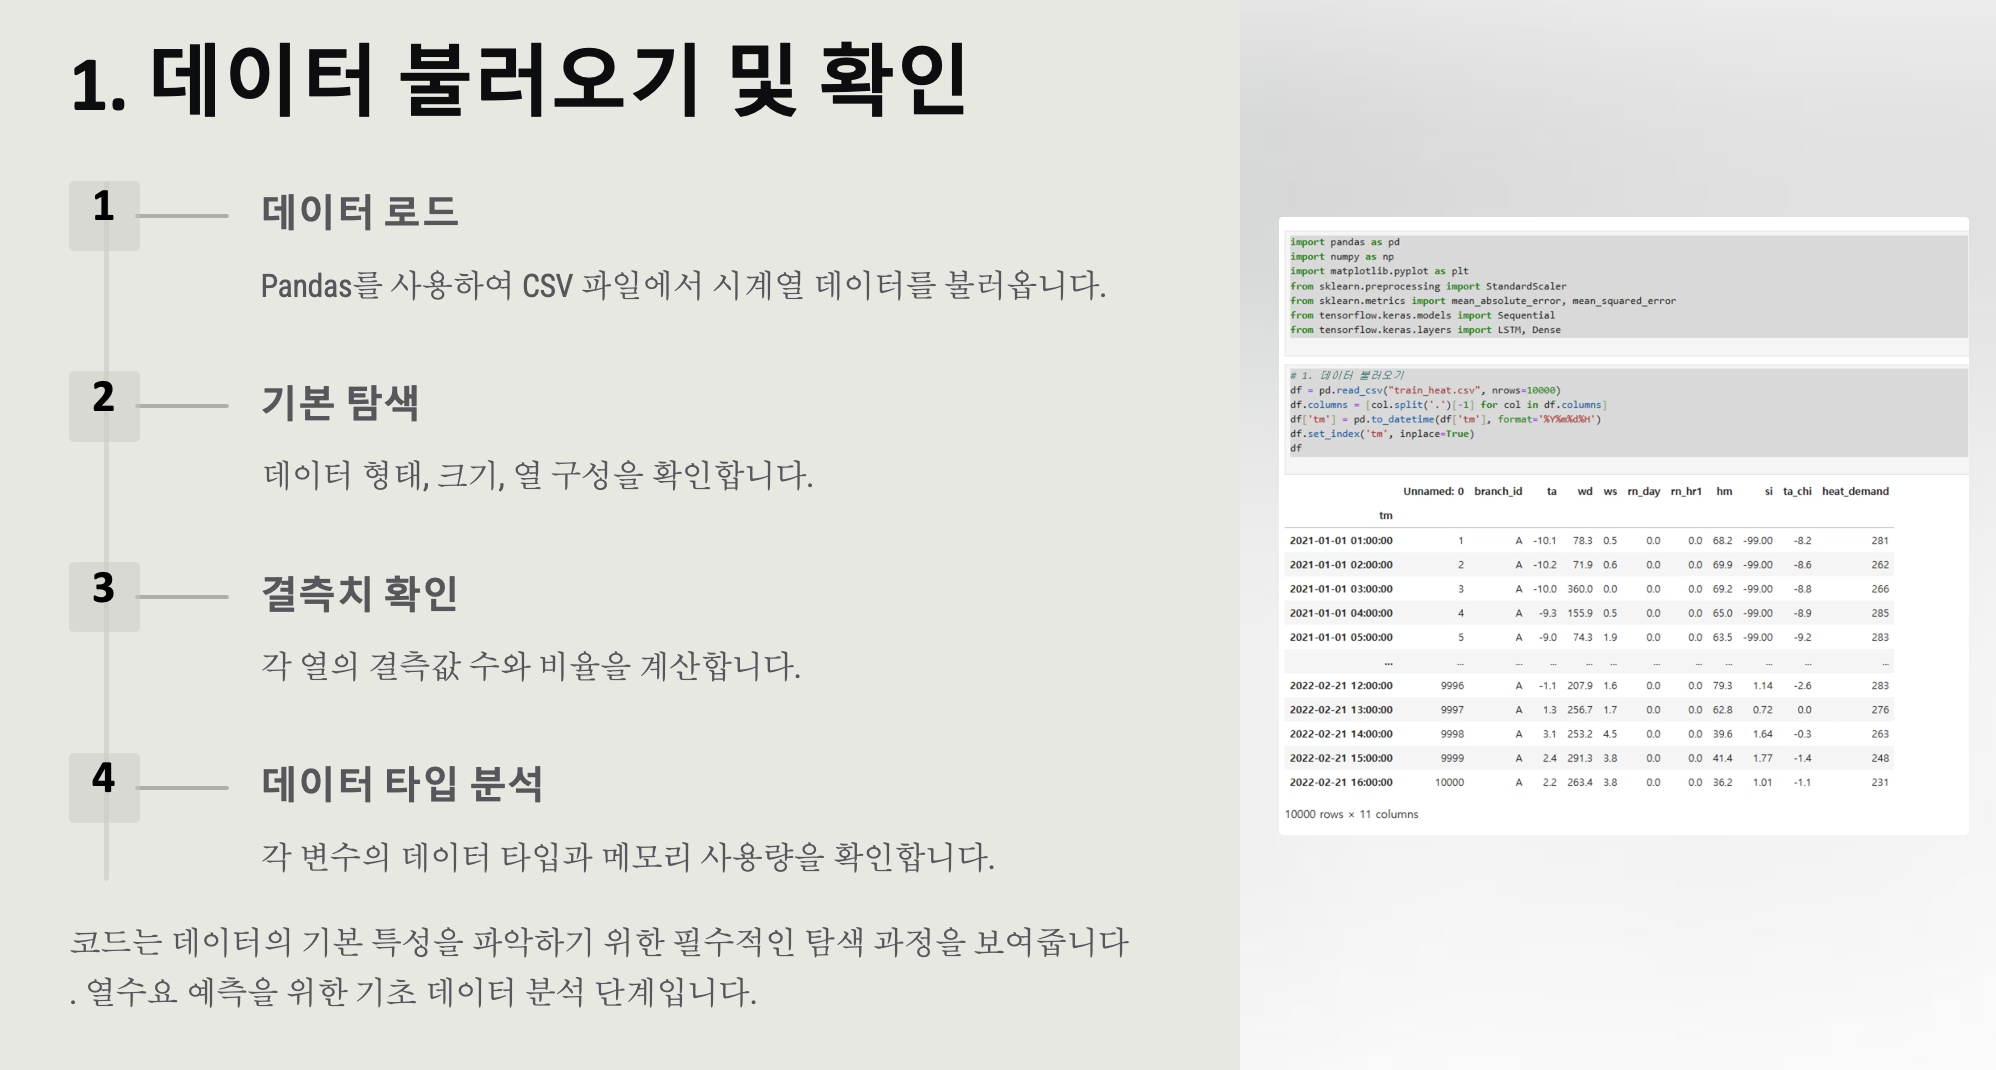 1. 데이터 불러오기 및 확인
1
데이터 로드
Pandas를 사용하여 CSV 파일에서 시계열 데이터를 불러옵니다.
2
기본 탐색
데이터 형태, 크기, 열 구성을 확인합니다.
3
결측치 확인
각 열의 결측값 수와 비율을 계산합니다.
4
데이터 타입 분석
각 변수의 데이터 타입과 메모리 사용량을 확인합니다.
코드는 데이터의 기본 특성을 파악하기 위한 필수적인 탐색 과정을 보여줍니다
. 열수요 예측을 위한 기초 데이터 분석 단계입니다.
import pandas as pd
import numpy as np
import matplotlib.pyplot as plt
from sklearn.preprocessing import StandardScaler
from sklearn.metrics import mean_absolute_error, mean_squared_error
from tensorflow.keras.models import Sequential
from tensorflow.keras.layers import LSTM, Dense
# 1. 데이터 불러오기
df = pd.read_csv("train_heat.csv", nrows=10000)
df.columns = [col.split('.')[-1] for col in df.columns]
df['tm'] = pd.to_datetime(df['tm'], format='%Y%m%d%H')
df.set_index('tm', inplace=True)
df
Unnamed: 0 branch_id ta wd ws rn_day rn_hr1 hm si ta_chi heat_demand
tm
2021-01-01 01:00:00 1 A -10.1 78.3 0.5 0.0 0.0 68.2 -99.00 -8.2 281
2021-01-01 02:00:00 2 A -10.2 71.9 0.6 0.0 0.0 69.9 -99.00 -8.6 262
2021-01-01 03:00:00 3 A -10.0 360.0 0.0 0.0 0.0 69.2 -99.00 -8.8 266
2021-01-01 04:00:00 4 A -9.3 155.9 0.5 0.0 0.0 65.0 -99.00 -8.9 285
2021-01-01 05:00:00 5 A -9.0 74.3 1.9 0.0 0.0 63.5 -99.00 -9.2 283
... ... ... ... ... ... ... ... ... ... ... ...
2022-02-21 12:00:00 9996 A -1.1 207.9 1.6 0.0 0.0 79.3 1.14 -2.6 283
2022-02-21 13:00:00 9997 A 1.3 256.7 1.7 0.0 0.0 62.8 0.72 0.0 276
2022-02-21 14:00:00 9998 A 3.1 253.2 4.5 0.0 0.0 39.6 1.64 -0.3 263
2022-02-21 15:00:00 9999 A 2.4 291.3 3.8 0.0 0.0 41.4 1.77 -1.4 248
2022-02-21 16:00:00 10000 A 2.2 263.4 3.8 0.0 0.0 36.2 1.01 -1.1 231
10000 rows × 11 columns